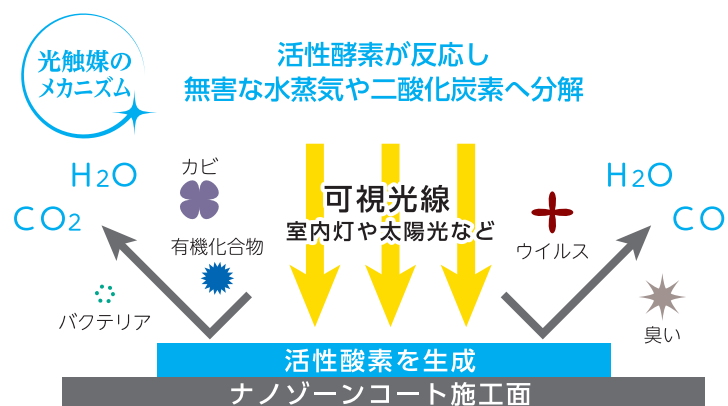 光触媒の
メカニズム
活性酵素が反応し
無害な水蒸気や二酸化炭素へ分解
H2O
CO2
カビ
有機化合物
バクテリア
可視光線
室内灯や太陽光など
ウイルス
H2O
CO
臭い
活性酸素を生成
ナノゾーンコート施工面